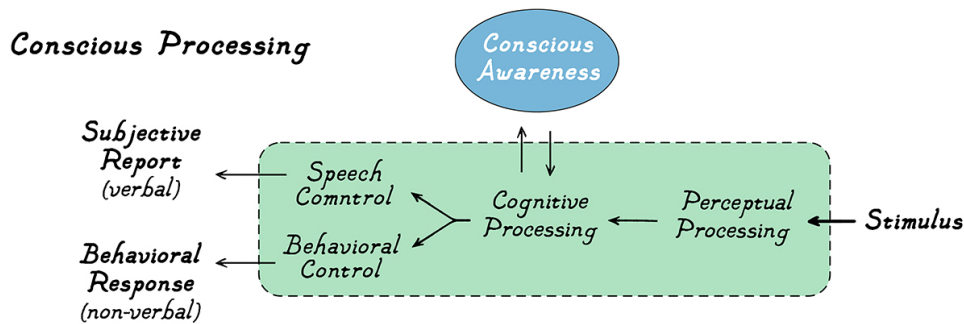 Conscious Processing
Conscious
Awareness
Subjective
Report
(verbal)
Speech
Comntrol
Cognitive
Processing
Perceptual
Processing
Stimulus
Behavioral
Control
Behavioral
Response
(non-verbal)